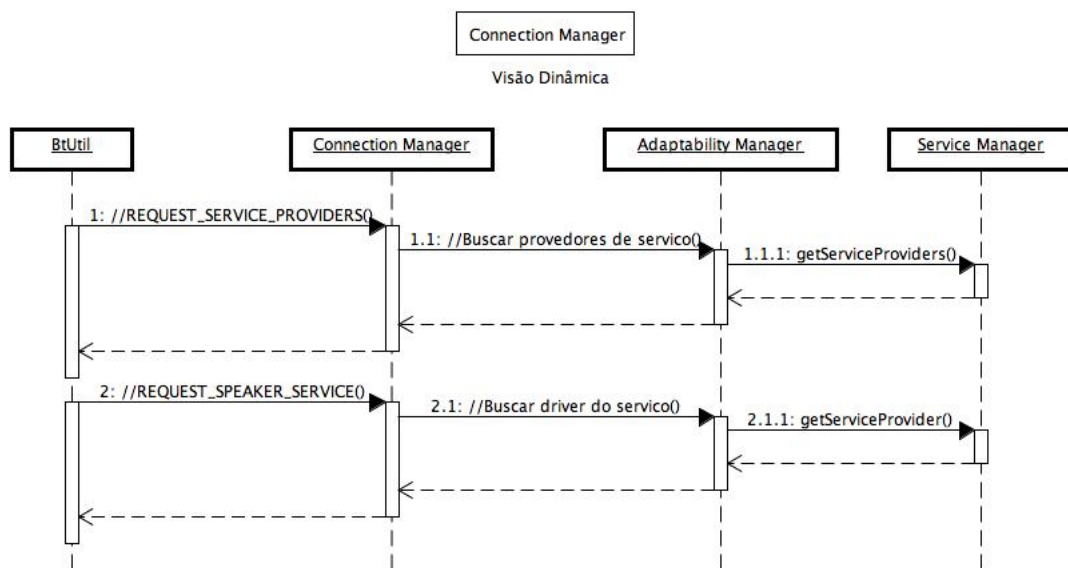 Connection Manager
Visão Dinâmica
BtUtil
Connection Manager
Adaptability Manager
Service Manager
1: //REQUEST_SERVICE_PROVIDERS()
1.1: //Buscar provedores de servico()
1.1.1: getServiceProviders()
2: //REQUEST_SPEAKER_SERVICE()
2.1: //Buscar driver do servico()
2.1.1: getServiceProvider()